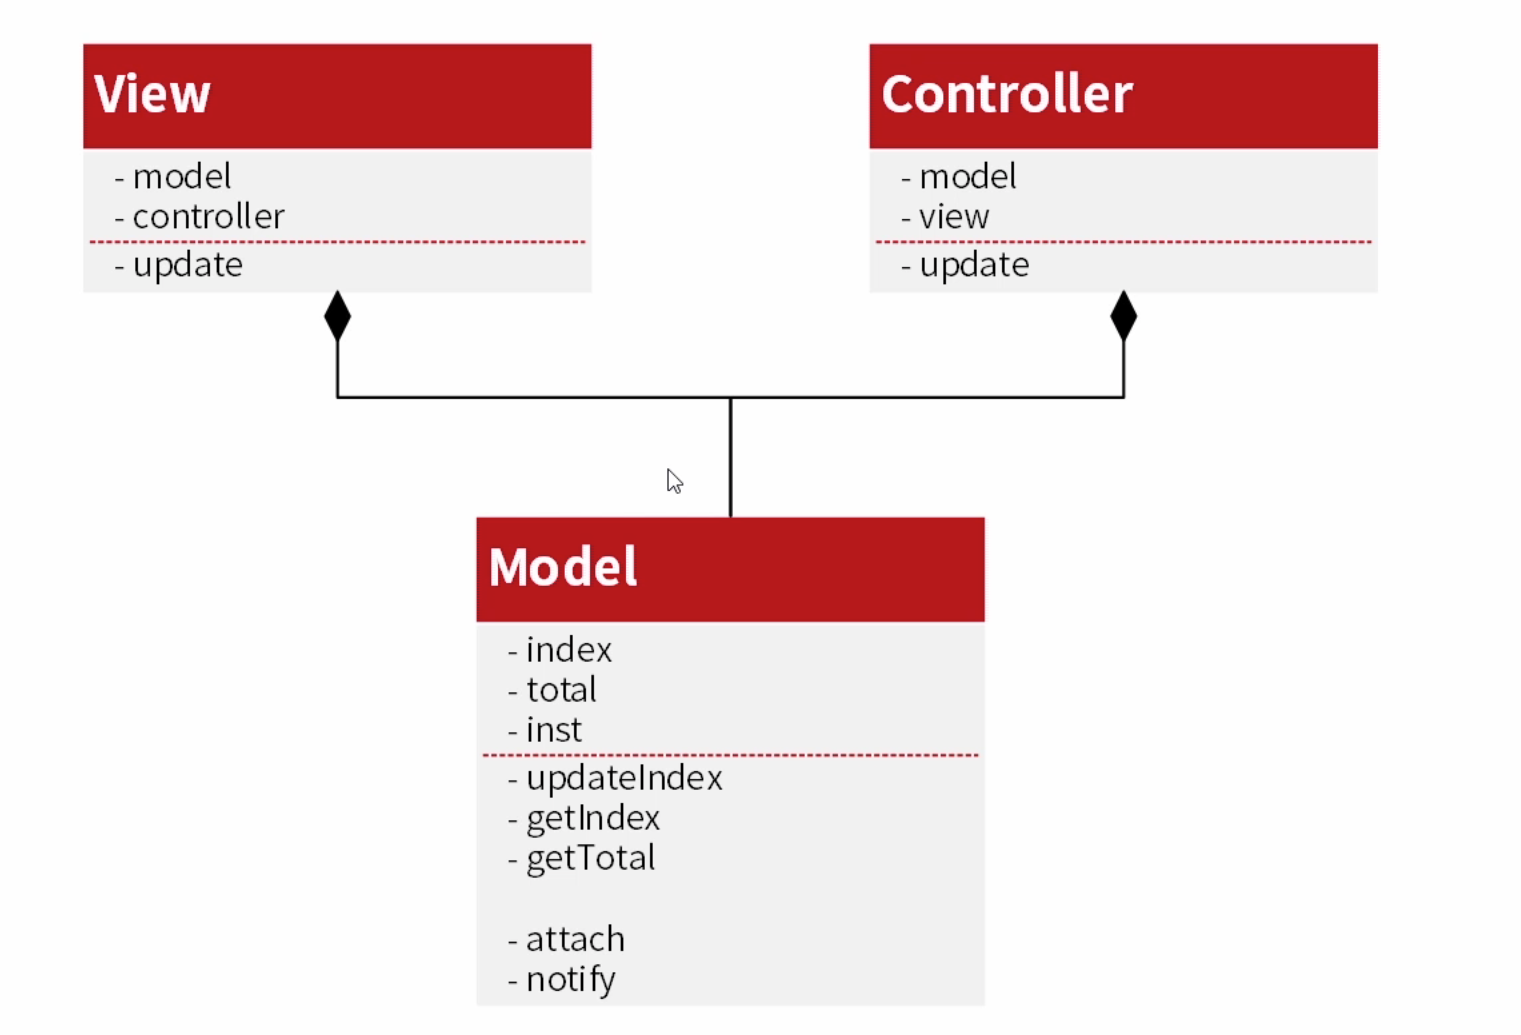 View
- model
- controller
- update
Controller
- model
- view
- update
Model
- index
- total
- inst
- updateIndex
- getIndex
- getTotal
- attach
- notify